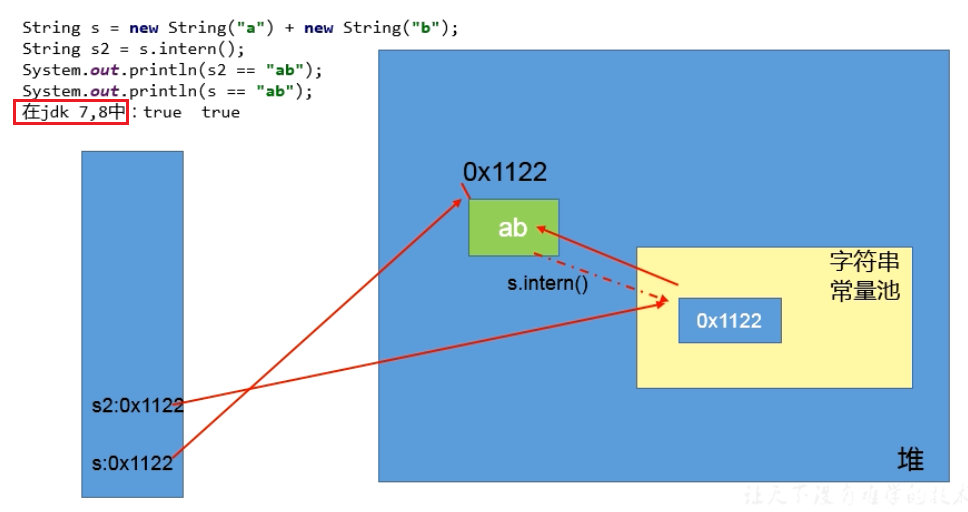 String s = new String("a") + new String("b");
String s2 = s.intern();
System.out.println(s2 == "ab");
System.out.println(s == "ab");
在jdk 7,8中：true  true
0x1122
ab
s.intern()
字符串
常量池
0x1122
s2:0x1122
s:0x1122
堆
让天下没有难学的技术